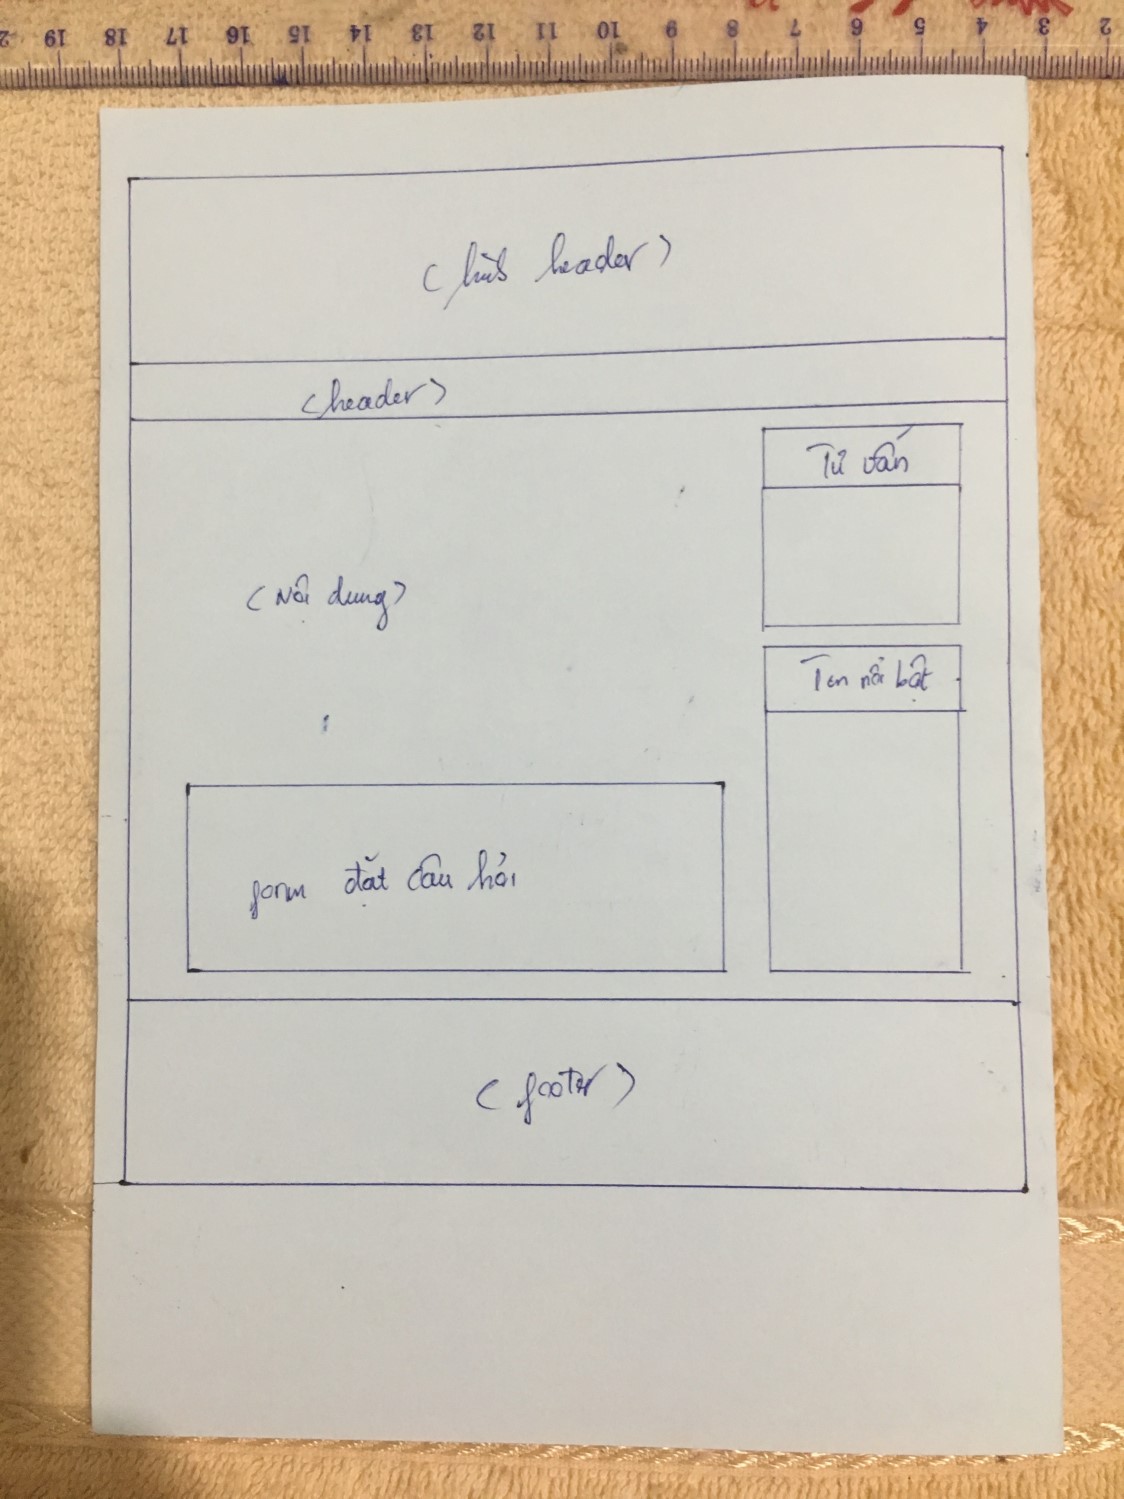 2 3 4 5 6 7 8 9 10 11 12 13 14 15 16 17 18 19
(hình header)
(header)
Tư vấn
(Nội dung)
Tin nổi bật
form đặt câu hỏi
(footer)